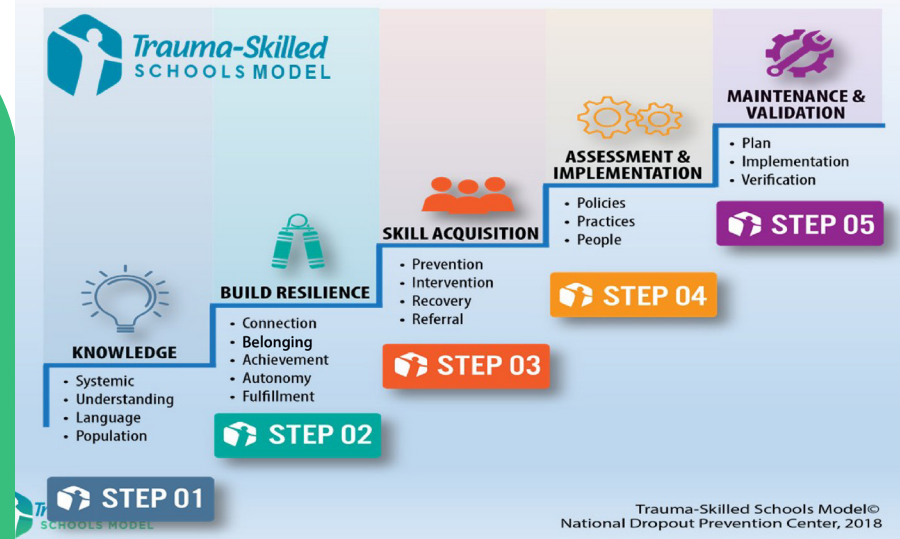 Trauma-Skilled
SCHOOLS MODEL
KNOWLEDGE
• Systemic
• Understanding
• Language
• Population
STEP 01
BUILD RESILIENCE
• Connection
• Belonging
• Achievement
• Autonomy
• Fulfillment
STEP 02
SKILL ACQUISITION
• Prevention
• Intervention
• Recovery
• Referral
STEP 03
ASSESSMENT &
IMPLEMENTATION
• Policies
• Practices
• People
STEP 04
MAINTENANCE &
VALIDATION
• Plan
• Implementation
• Verification
STEP 05
Tr
SCHOOLS MODEL
Trauma-Skilled Schools Model©
National Dropout Prevention Center, 2018